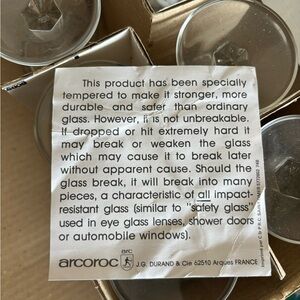 This product has been specially
tempered to make it stronger, more
durable and safer than ordinary
glass. However, it is not unbreakable.
If dropped or hit extremely hard it
may break or weaken the glass
which may cause it to break later
without apparent cause. Should the
glass break, it will break into many
pieces, a characteristic of all impact-
resistant glass (similar to "safety glass"
used in eye glass lenses, shower doors
or automobile windows).
arcoroc
arc
J.G. DURAND & Cie 62510 Arques FRANCE